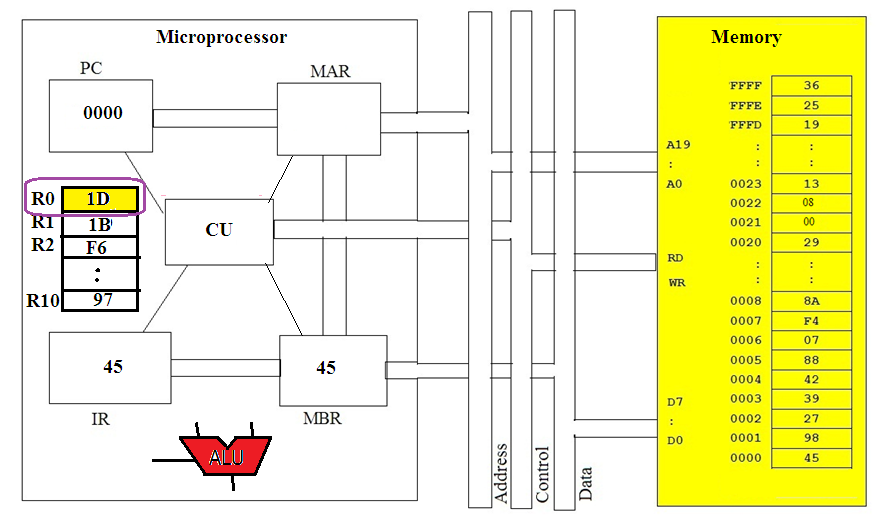 Microprocessor
PC
0000
MAR
R0 1D
R1 1B
R2 F6
:
R10 97
CU
45
IR
45
MBR
ALU
Address
Control
Data
Memory
FFFF 36
FFFE 25
FFFD 19
A19 : :
: : :
A0 0023 13
0022 08
0021 00
0020 29
RD : :
WR : :
0008 8A
0007 F4
0006 07
0005 88
0004 42
D7 0003 39
: 0002 27
D0 0001 98
0000 45